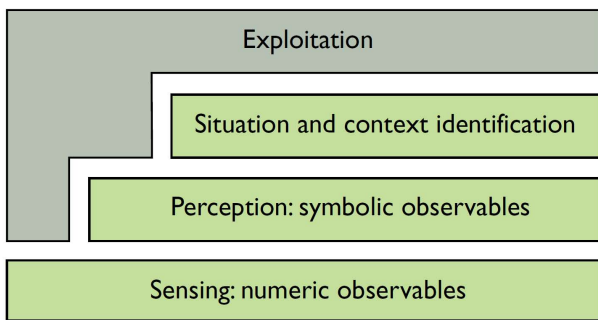 Exploitation
Situation and context identification
Perception: symbolic observables
Sensing: numeric observables